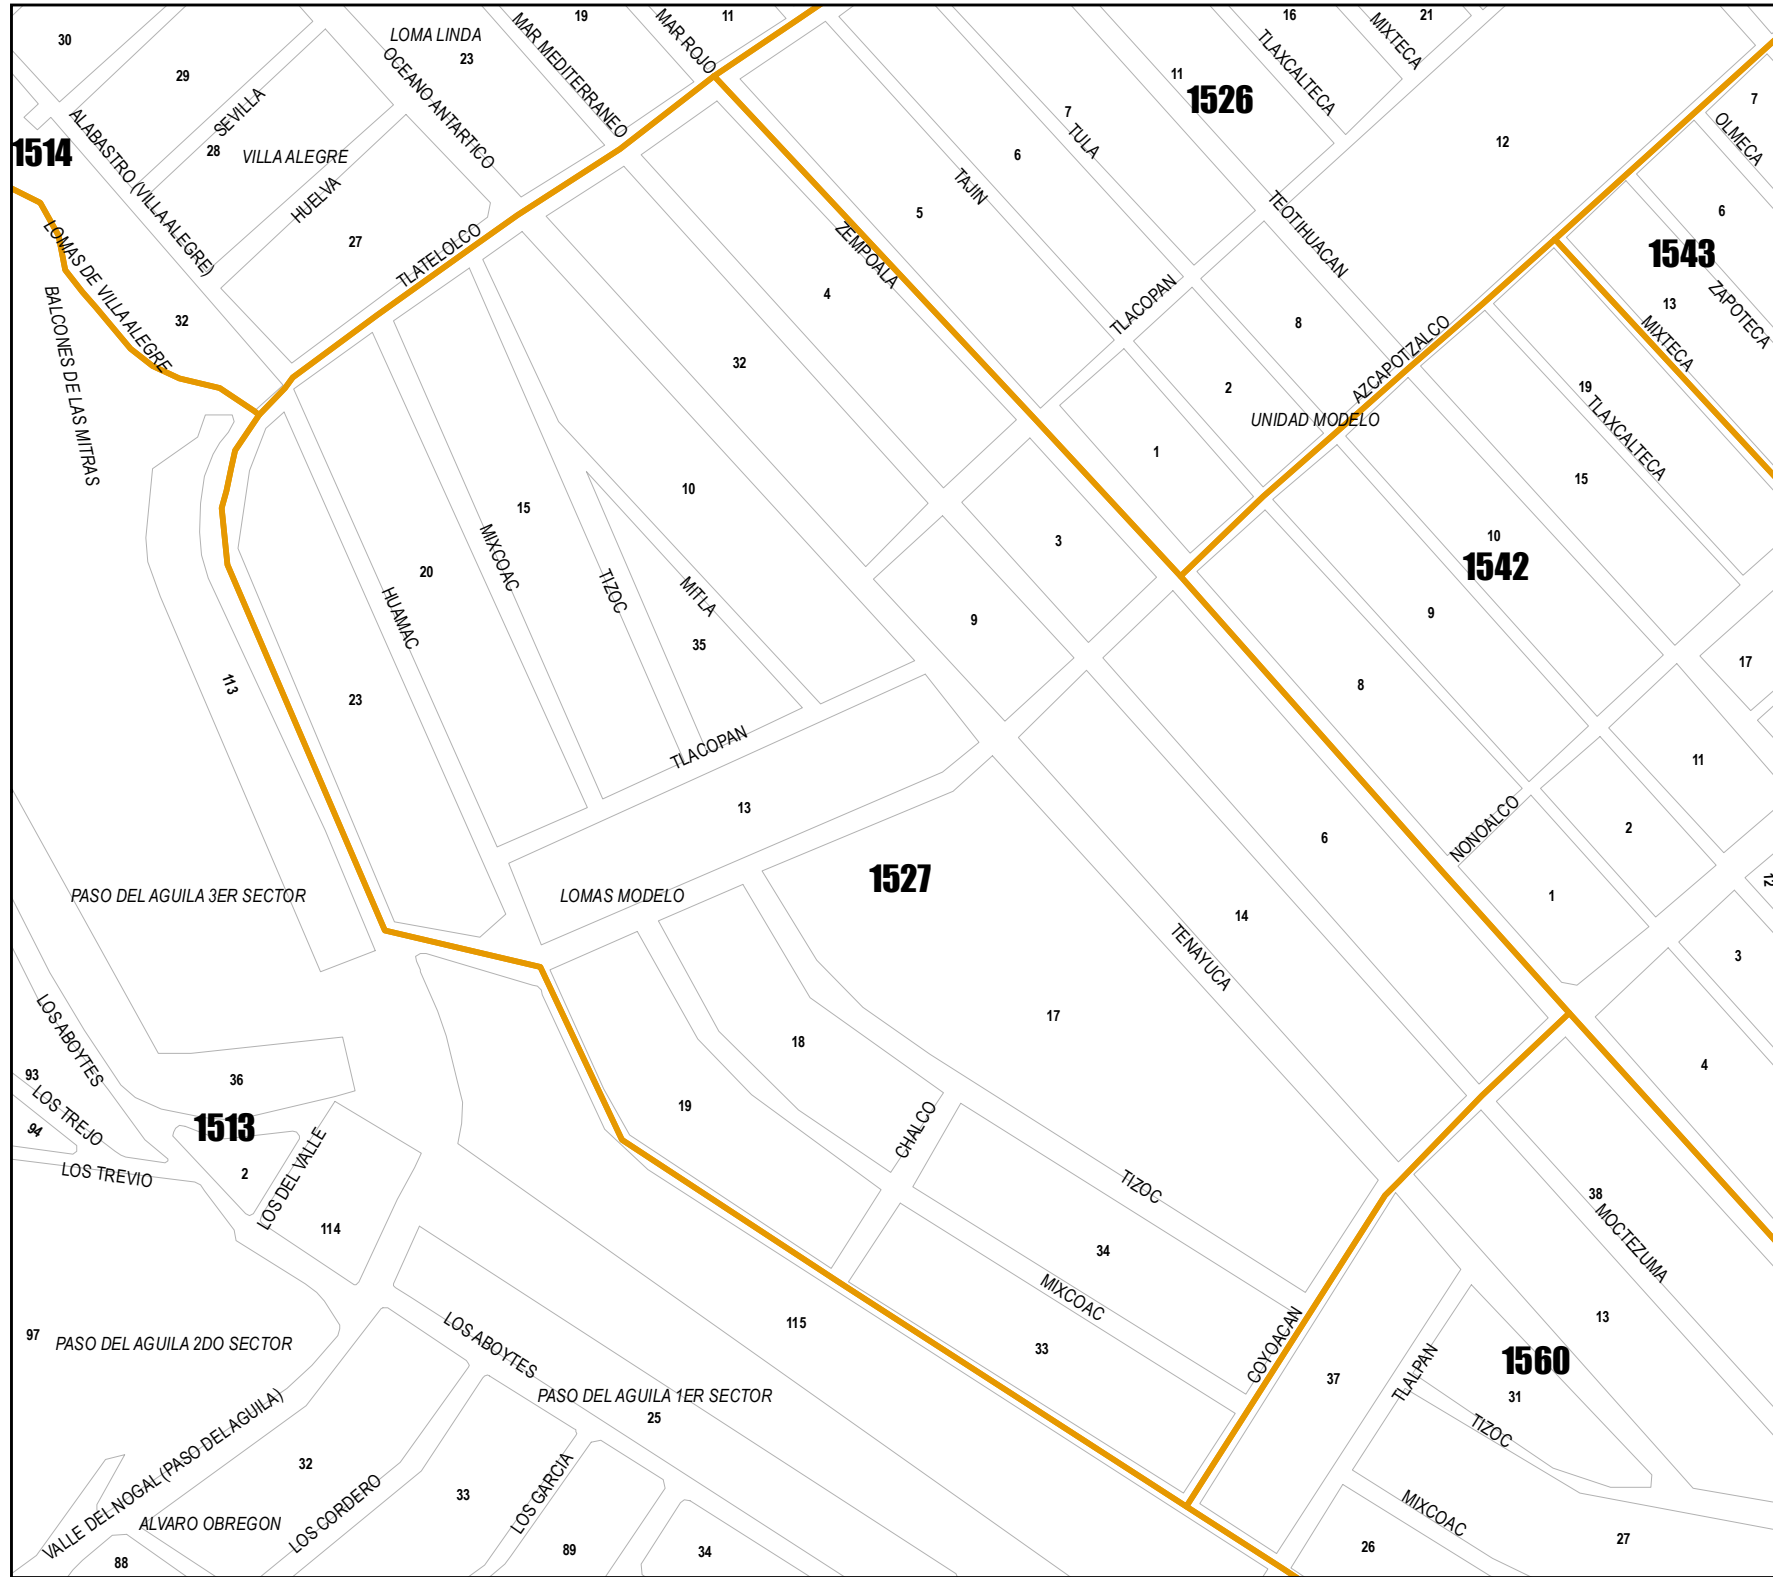 30
29
LOMA LINDA
23
19
11
16
21
MAR MEDITERRANEO
MAR ROJO
OCEANO ANTARTICO
TLAXCALTECA
MIXTECA
11
1526
7
TULA
12
7
OLMECA
SEVILLA
28
VILLA ALEGRE
ALABASTRO (VILLA ALEGRE)
1514
HUELVA
27
6
TAJIN
5
TEOTIHUACAN
6
1543
ZAPOTECA
13
MIXTECA
LOMAS DE VILLA ALEGRE
BALCONES DE LAS MITRAS
32
TLATELOLCO
ZEMPOALA
4
TLACOPAN
8
AZCAPOTZALCO
32
2
19
TLAXCALTECA
UNIDAD MODELO
1
15
10
15
MIXCOAC
20
HUAMAC
TIZOC
MITLA
35
3
10
1542
9
9
8
17
113
23
TLACOPAN
13
11
NONOALCO
2
6
1527
LOMAS MODELO
PASO DEL AGUILA 3ER SECTOR
12
1
14
TENAYUCA
3
17
18
4
LOS ABOYTES
93
LOS TREJO
94
36
1513
LOS TREVIO
2
LOS DEL VALLE
114
19
CHALCO
TIZOC
34
MIXCOAC
33
38
MOCTEZUMA
13
97
PASO DEL AGUILA 2DO SECTOR
115
LOS ABOYTES
COYOACAN
37
TLALPAN
1560
31
TIZOC
PASO DEL AGUILA 1ER SECTOR
25
VALLE DEL NOGAL (PASO DEL AGUILA)
32
LOS CORDERO
33
LOS GARCIA
ALVARO OBREGON
88
89
34
MIXCOAC
26
27